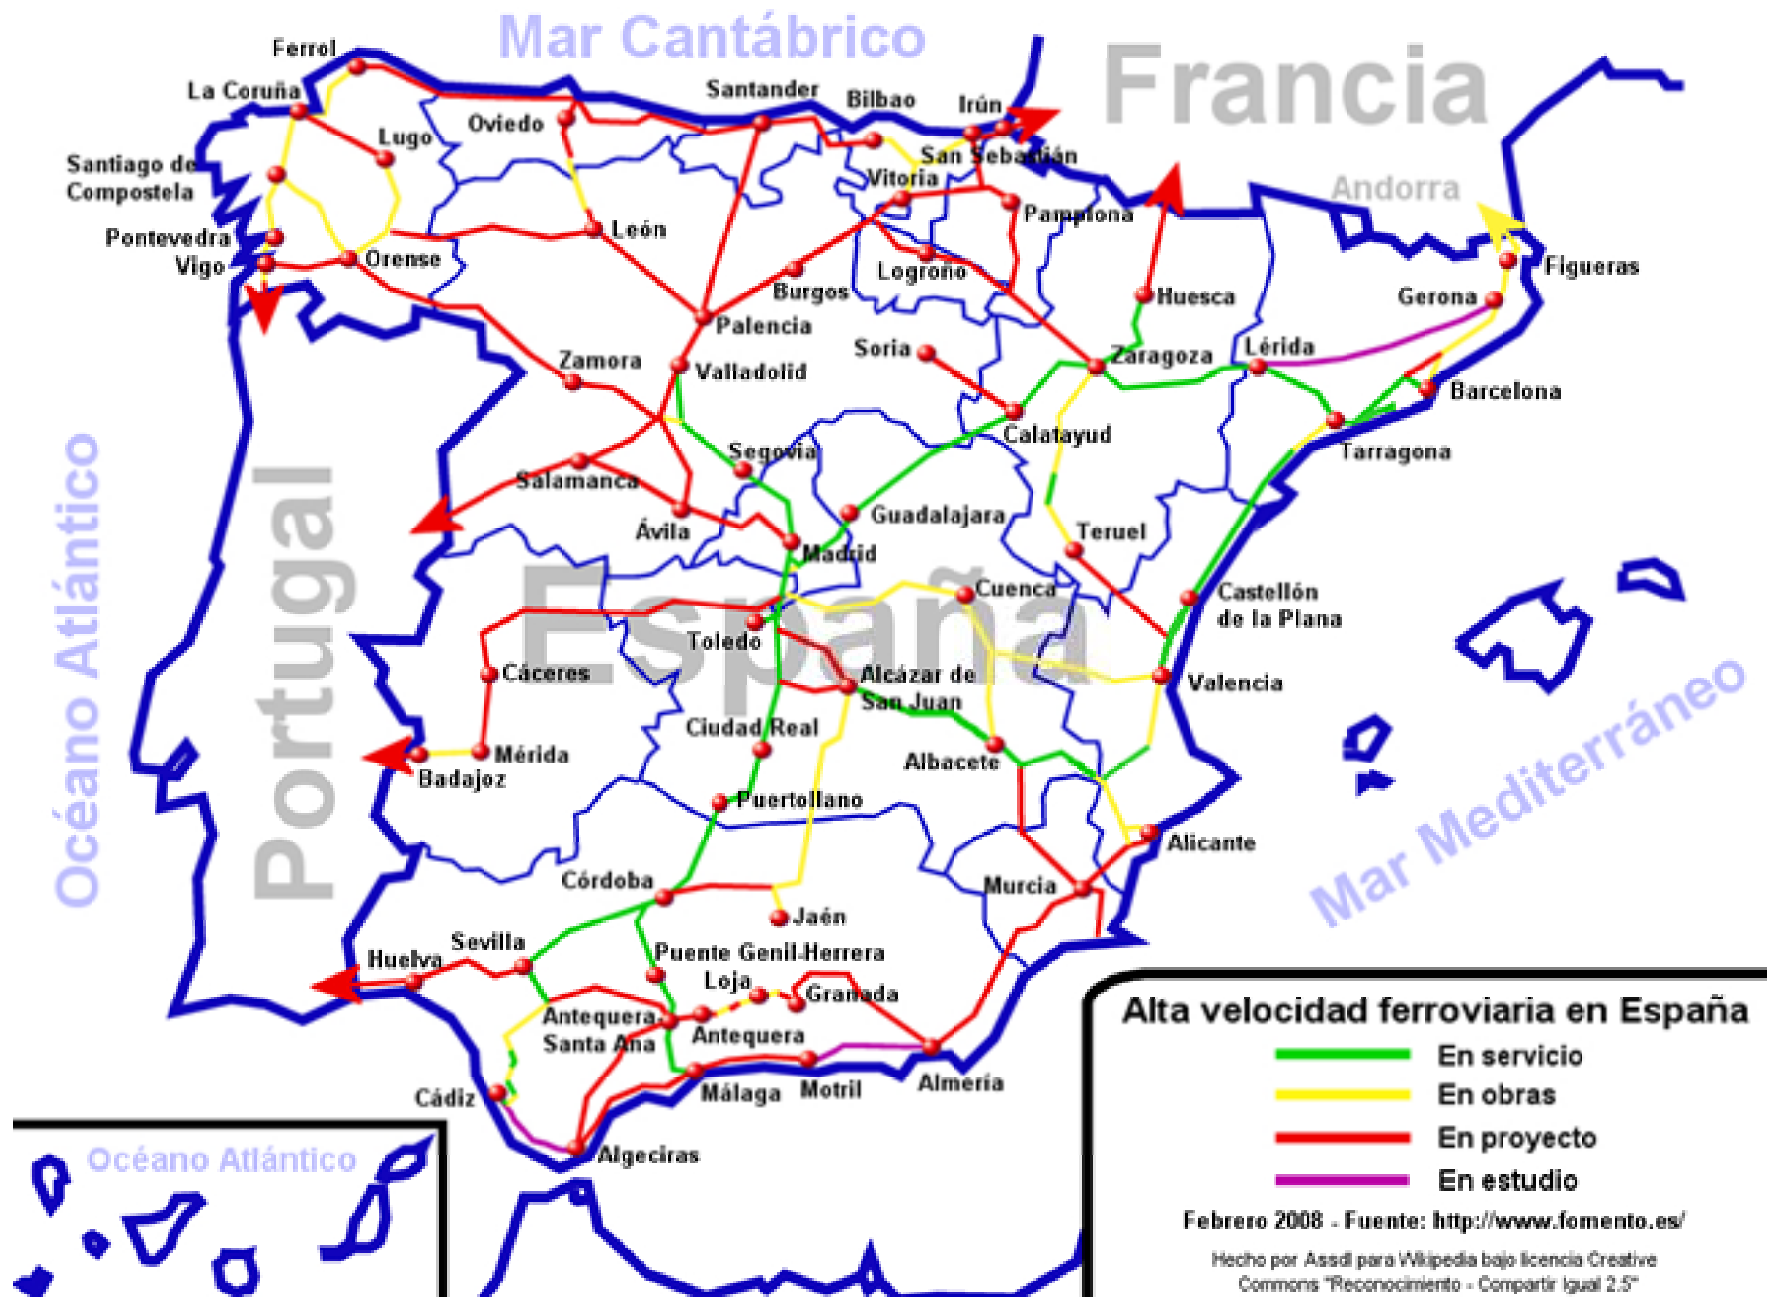 Mar Cantábrico
Francia
Ferrol
La Coruña
Santander
Bilbao
Irún
Oviedo
Lugo
San Sebastián
Santiago de
Compostela
Vitoria
Andorra
Pamplona
Pontevedra
León
Vigo
Orense
Logroño
Figueras
Burgos
Huesca
Gerona
Palencia
Soria
Zaragoza
Lérida
Zamora
Valladolid
Barcelona
Calatayud
Segovia
Tarragona
Salamanca
Guadalajara
Ávila
Teruel
Madrid
Océano Atlántico
Portugal
España
Cuenca
Castellón
de la Plana
Toledo
Cáceres
Alcázar de
San Juan
Valencia
Ciudad Real
Mérida
Badajoz
Albacete
Mar Mediterráneo
Puertollano
Alicante
Córdoba
Murcia
Jaén
Sevilla
Huelva
Puente Genil-Herrera
Loja
Granada
Antequera
Santa Ana
Antequera
Cádiz
Málaga
Motril
Almería
Algeciras
Océano Atlántico
Alta velocidad ferroviaria en España
En servicio
En obras
En proyecto
En estudio
Febrero 2008 - Fuente: http://www.fomento.es/
Hecho por Assdl para Wikipedia bajo licencia Creative
Commons "Reconocimiento - Compartir Igual 2.5"